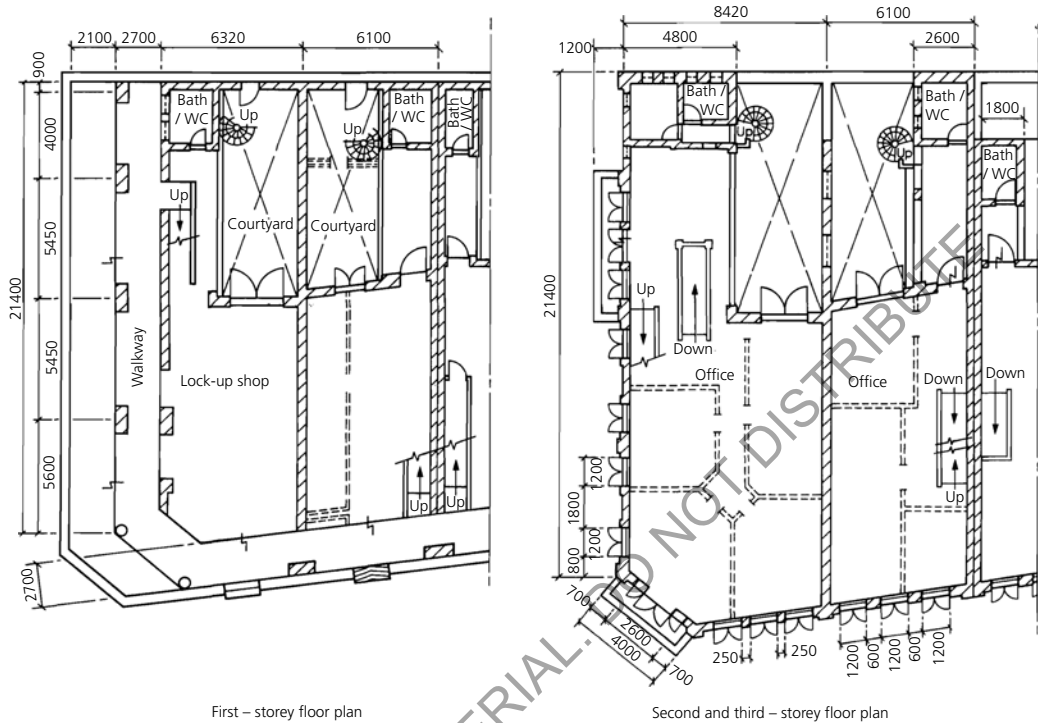 2100 2700 6320 6100
900
4000
5450
21400
5450
5600
2700
Bath
/ WC
Up
Up
Bath
/ WC
Bath
/ WC
Up
Courtyard
Courtyard
Walkway
Lock-up shop
Up
Up
First – storey floor plan
8420 6100
1200 4800 2600
21400
Bath /
WC
Up
Up
Bath /
WC
1800
Bath
/ WC
Up
Down
Office
Office
Down
Down
Up
1200
1800
1200
800
700
2600
4000
700
250
250
1200
600
1200
600
1200
Second and third – storey floor plan
ERIAL. DO NOT DISTRIBUTE